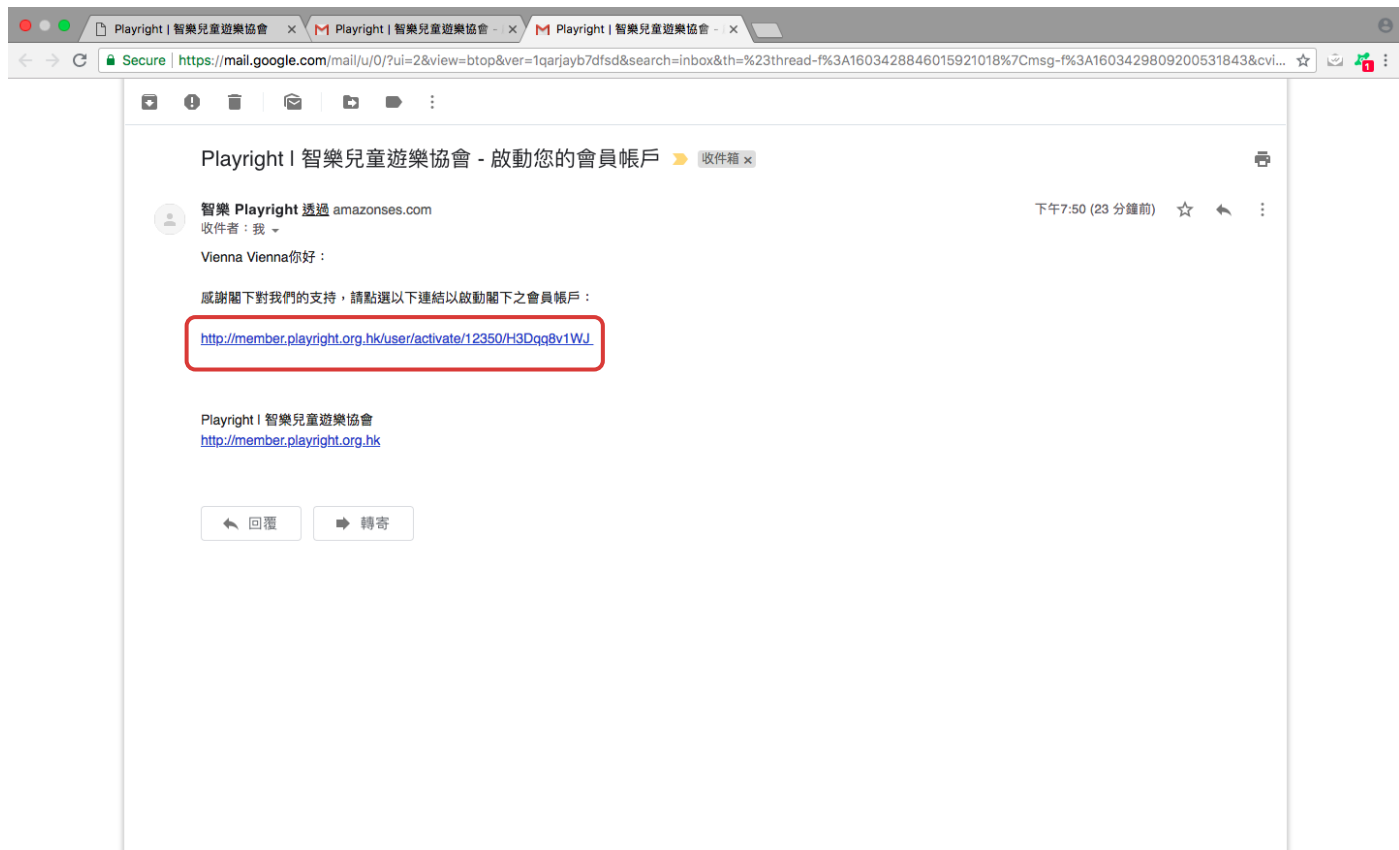 Playright | 智樂兒童遊樂協會
Playright | 智樂兒童遊樂協會 -
Playright | 智樂兒童遊樂協會 -
Secure https://mail.google.com/mail/u/0/?ui=2&view=btop&ver=1qarjayb7dfsd&search=inbox&th=%23thread-f%3A1603428846015921018%7Cmsg-f%3A1603429809200531843&cvi...
1
Playright l 智樂兒童遊樂協會 - 啟動您的會員帳戶 收件箱 x
智樂 Playright 透過 amazonses.com 下午7:50 (23 分鐘前)
收件者：我
Vienna Vienna你好：
感謝閣下對我們的支持，請點選以下連結以啟動閣下之會員帳戶：
http://member.playright.org.hk/user/activate/12350/H3Dqq8v1WJ
Playright l 智樂兒童遊樂協會
http://member.playright.org.hk
回覆
轉寄